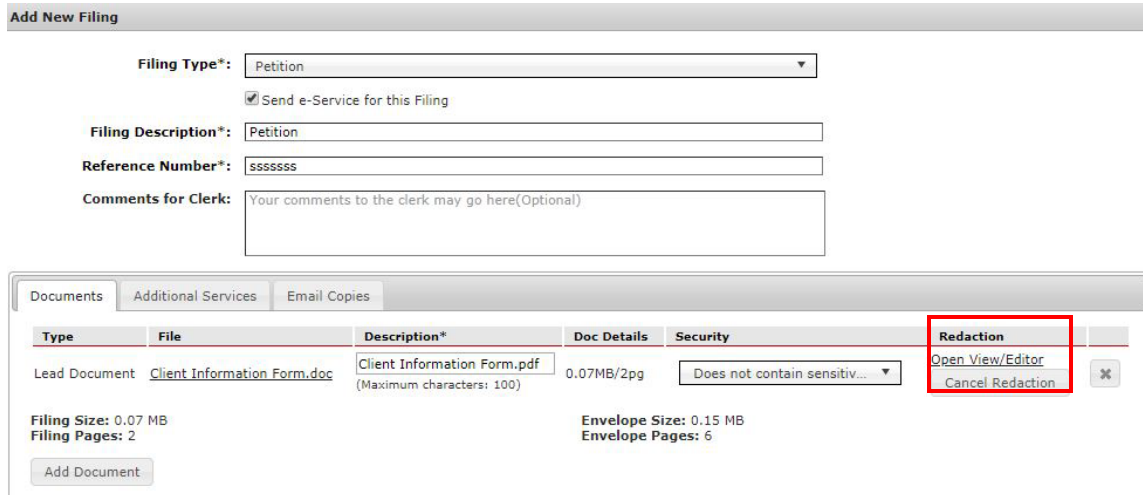 Add New Filing
Filing Type*: Petition
Send e-Service for this Filing
Filing Description*: Petition
Reference Number*: sssssss
Comments for Clerk: Your comments to the clerk may go here(Optional)
Documents Additional Services Email Copies
Type File Description* Doc Details Security Redaction
Lead Document Client Information Form.doc Client Information Form.pdf 0.07MB/2pg Does not contain sensitiv... Open View/Editor
(Maximum characters: 100) Cancel Redaction
Filing Size: 0.07 MB Envelope Size: 0.15 MB
Filing Pages: 2 Envelope Pages: 6
Add Document